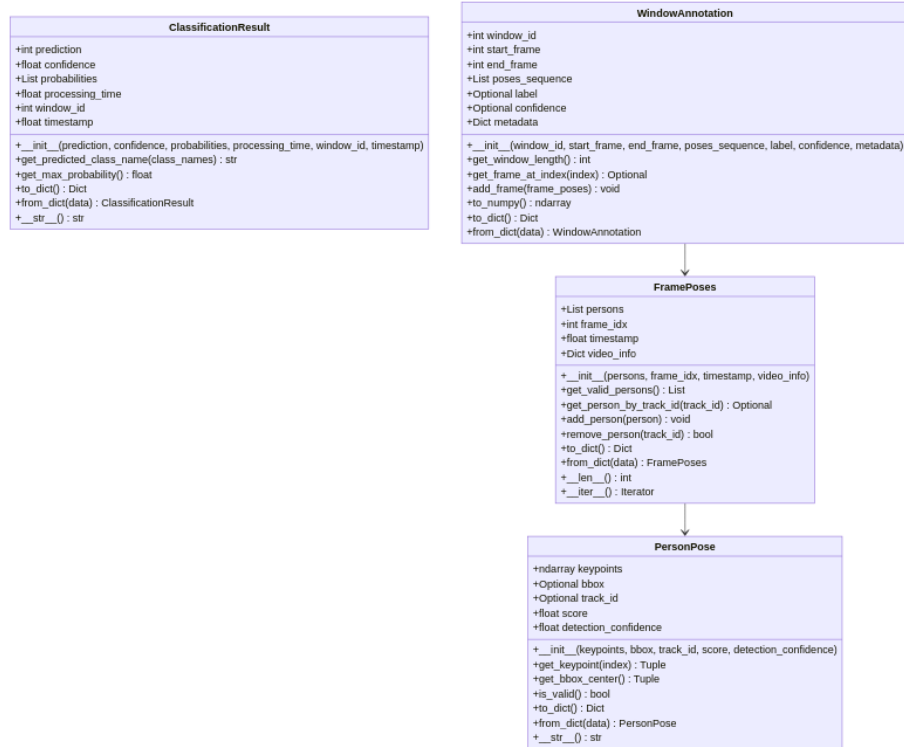 ClassificationResult
+int prediction
+float confidence
+List probabilities
+float processing_time
+int window_id
+float timestamp
+__init__(prediction, confidence, probabilities, processing_time, window_id, timestamp)
+get_predicted_class_name(class_names) : str
+get_max_probability() : float
+to_dict() : Dict
+from_dict(data) : ClassificationResult
+__str__() : str
WindowAnnotation
+int window_id
+int start_frame
+int end_frame
+List poses_sequence
+Optional label
+Optional confidence
+Dict metadata
+__init__(window_id, start_frame, end_frame, poses_sequence, label, confidence, metadata)
+get_window_length() : int
+get_frame_at_index(index) : Optional
+add_frame(frame_poses) : void
+to_numpy() : ndarray
+to_dict() : Dict
+from_dict(data) : WindowAnnotation
FramePoses
+List persons
+int frame_idx
+float timestamp
+Dict video_info
+__init__(persons, frame_idx, timestamp, video_info)
+get_valid_persons() : List
+get_person_by_track_id(track_id) : Optional
+add_person(person) : void
+remove_person(track_id) : bool
+to_dict() : Dict
+from_dict(data) : FramePoses
+__len__() : int
+__iter__() : Iterator
PersonPose
+ndarray keypoints
+Optional bbox
+Optional track_id
+float score
+float detection_confidence
+__init__(keypoints, bbox, track_id, score, detection_confidence)
+get_keypoint(index) : Tuple
+get_bbox_center() : Tuple
+is_valid() : bool
+to_dict() : Dict
+from_dict(data) : PersonPose
+__str__() : str